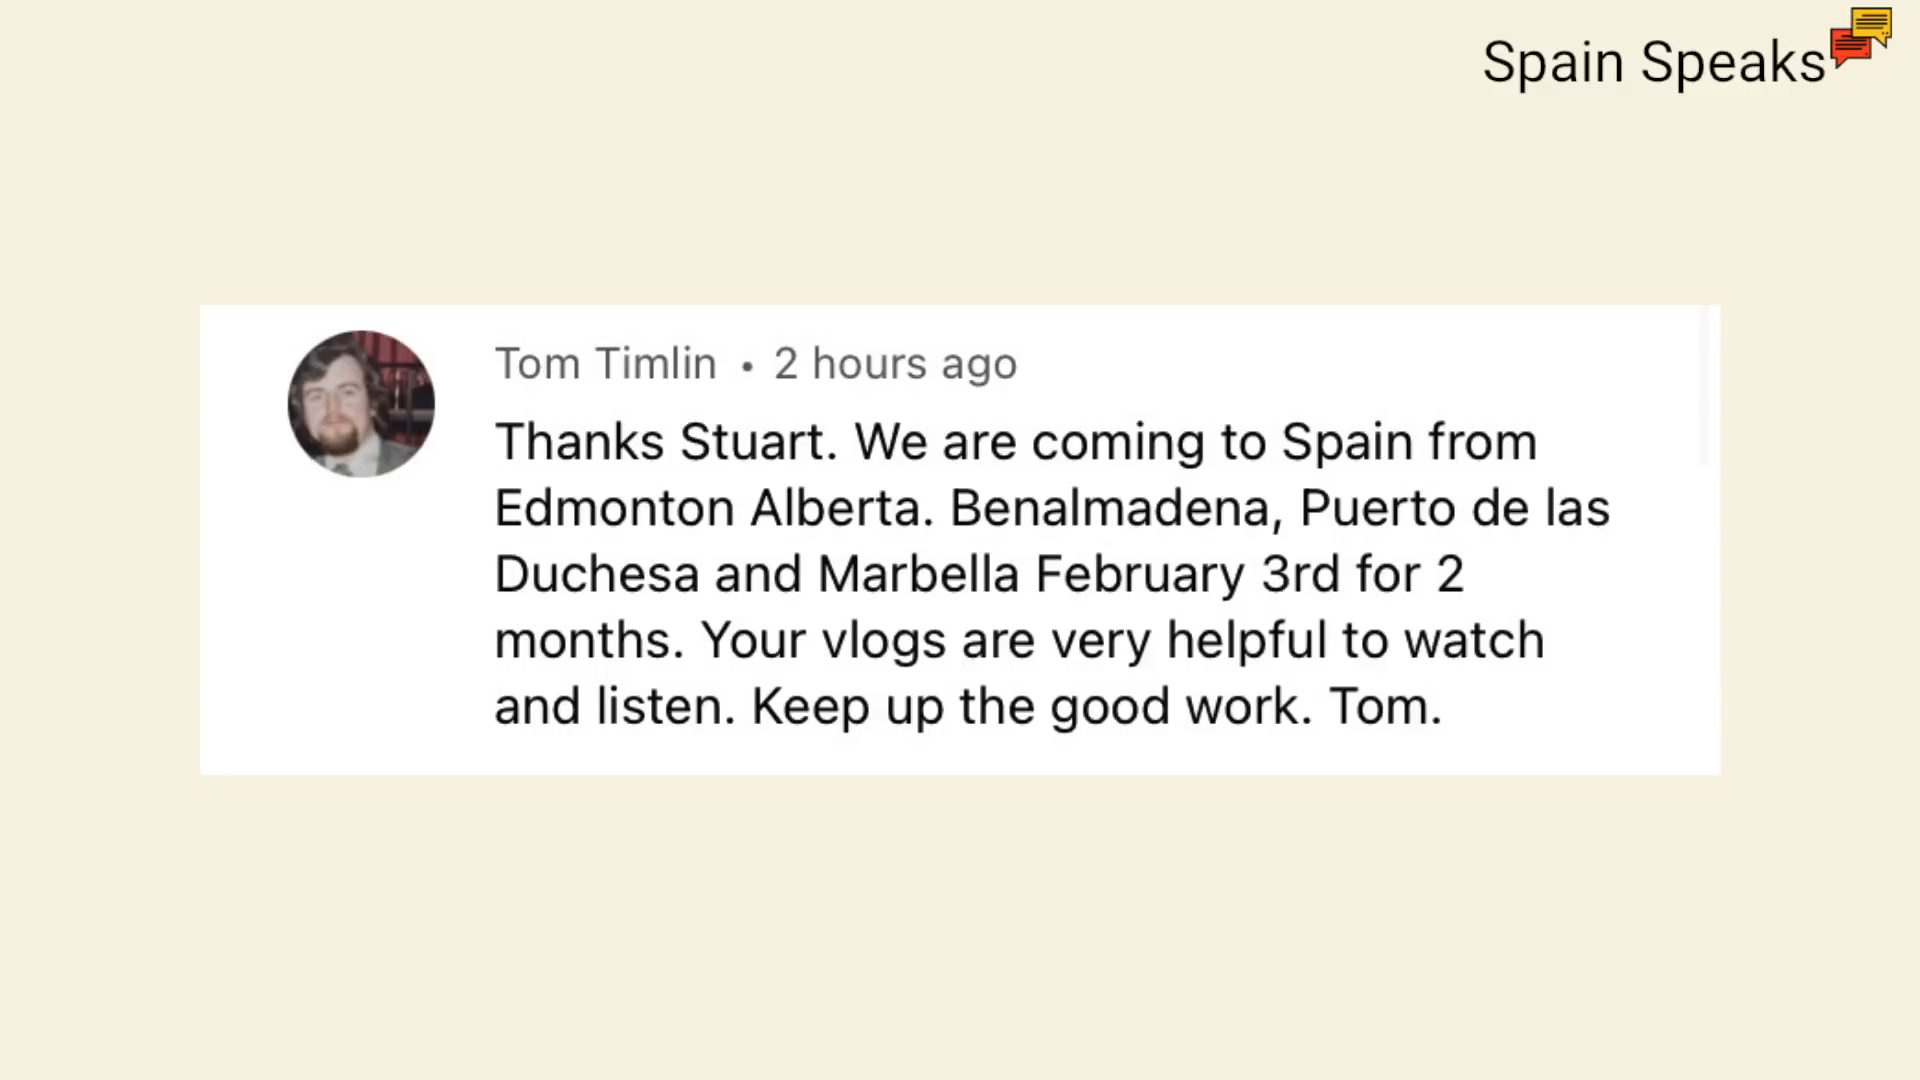 Spain Speaks
Tom Timlin • 2 hours ago
Thanks Stuart. We are coming to Spain from
Edmonton Alberta. Benalmadena, Puerto de las
Duchesa and Marbella February 3rd for 2
months. Your vlogs are very helpful to watch
and listen. Keep up the good work. Tom.